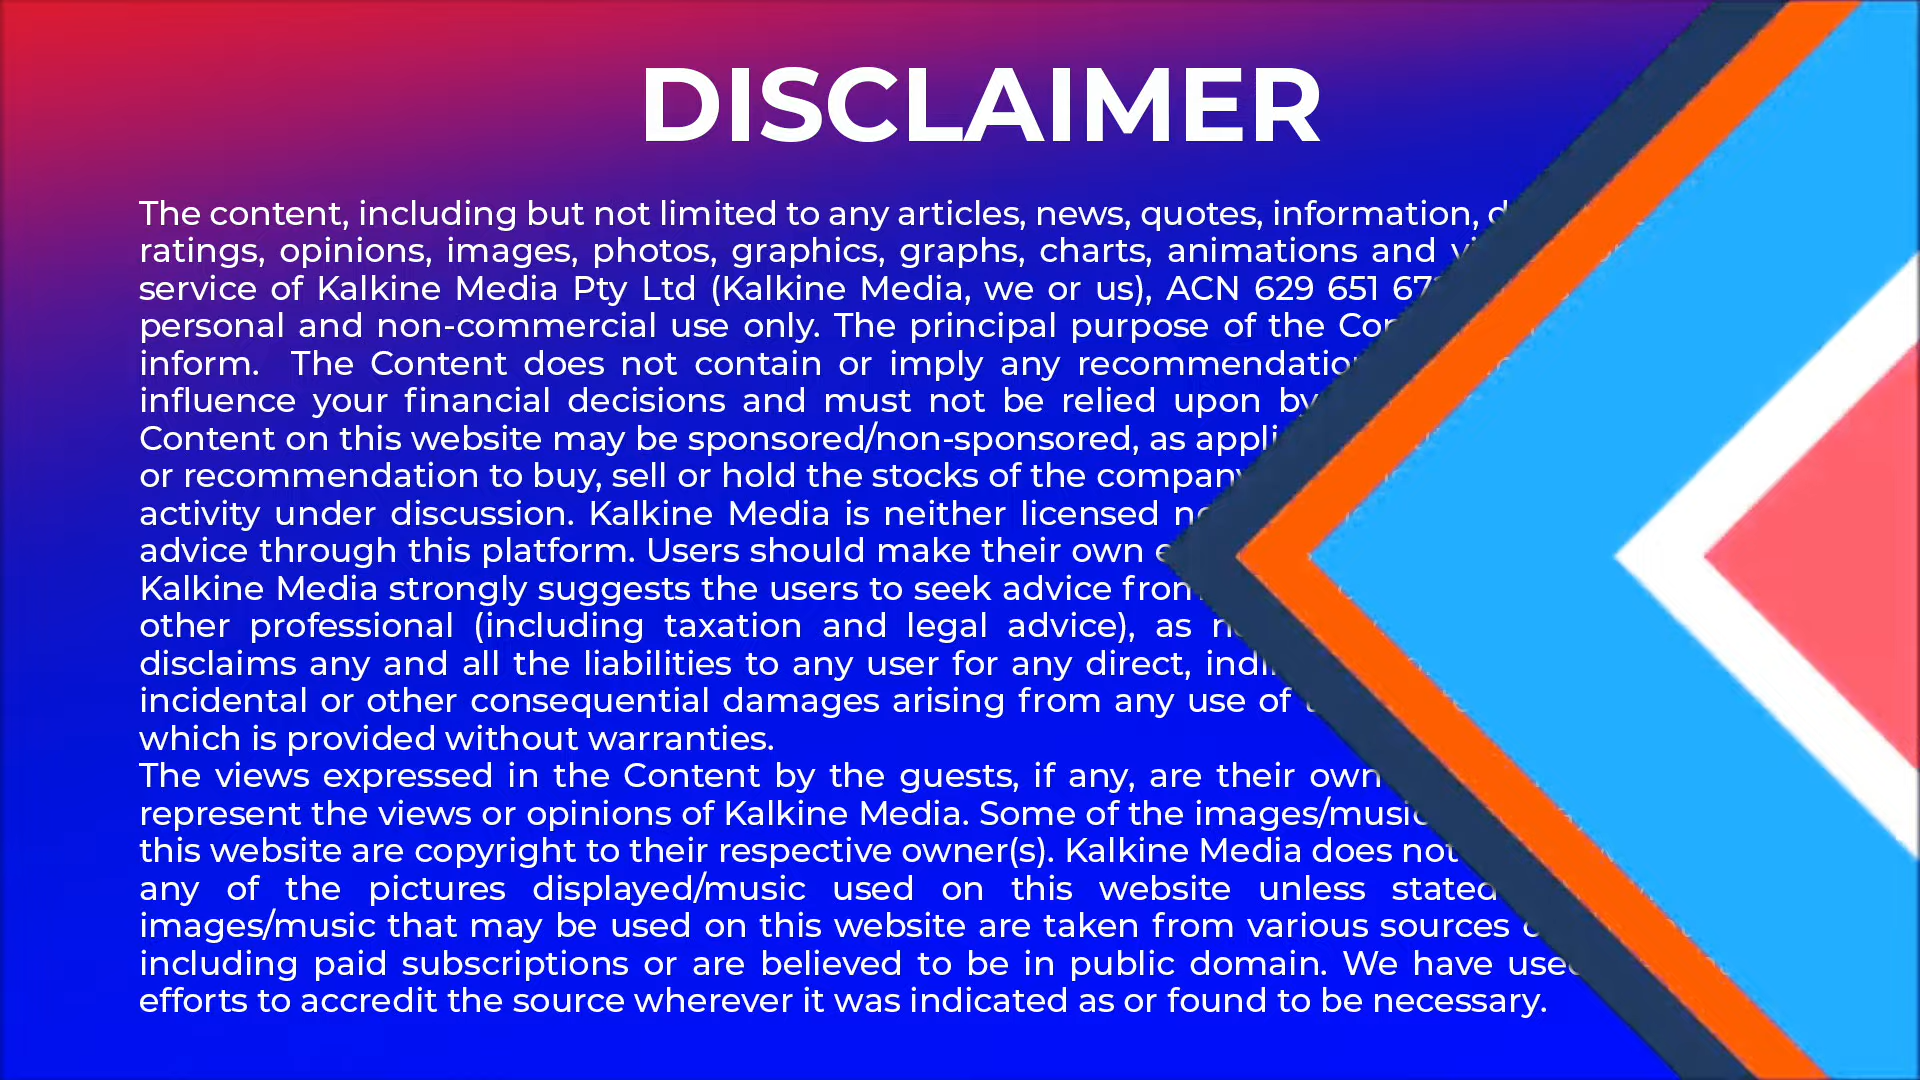 DISCLAIMER
The content, including but not limited to any articles, news, quotes, information,
ratings, opinions, images, photos, graphics, graphs, charts, animations and
service of Kalkine Media Pty Ltd (Kalkine Media, we or us), ACN 629 651
personal and non-commercial use only. The principal purpose of the
inform. The Content does not contain or imply any
influence your financial decisions and must not be relied upon by
Content on this website may be sponsored/non-sponsored, as
or recommendation to buy, sell or hold the stocks of the company
activity under discussion. Kalkine Media is neither licensed
advice through this platform. Users should make their own
Kalkine Media strongly suggests the users to seek advice from
other professional (including taxation and legal advice), as
disclaims any and all the liabilities to any user for any direct,
incidental or other consequential damages arising from any use of
which is provided without warranties.
The views expressed in the Content by the guests, if any, are their own
represent the views or opinions of Kalkine Media. Some of the images/music
this website are copyright to their respective owner(s). Kalkine Media does not
any of the pictures displayed/music used on this website unless stated
images/music that may be used on this website are taken from various sources
including paid subscriptions or are believed to be in public domain. We have used
efforts to accredit the source wherever it was indicated as or found to be necessary.